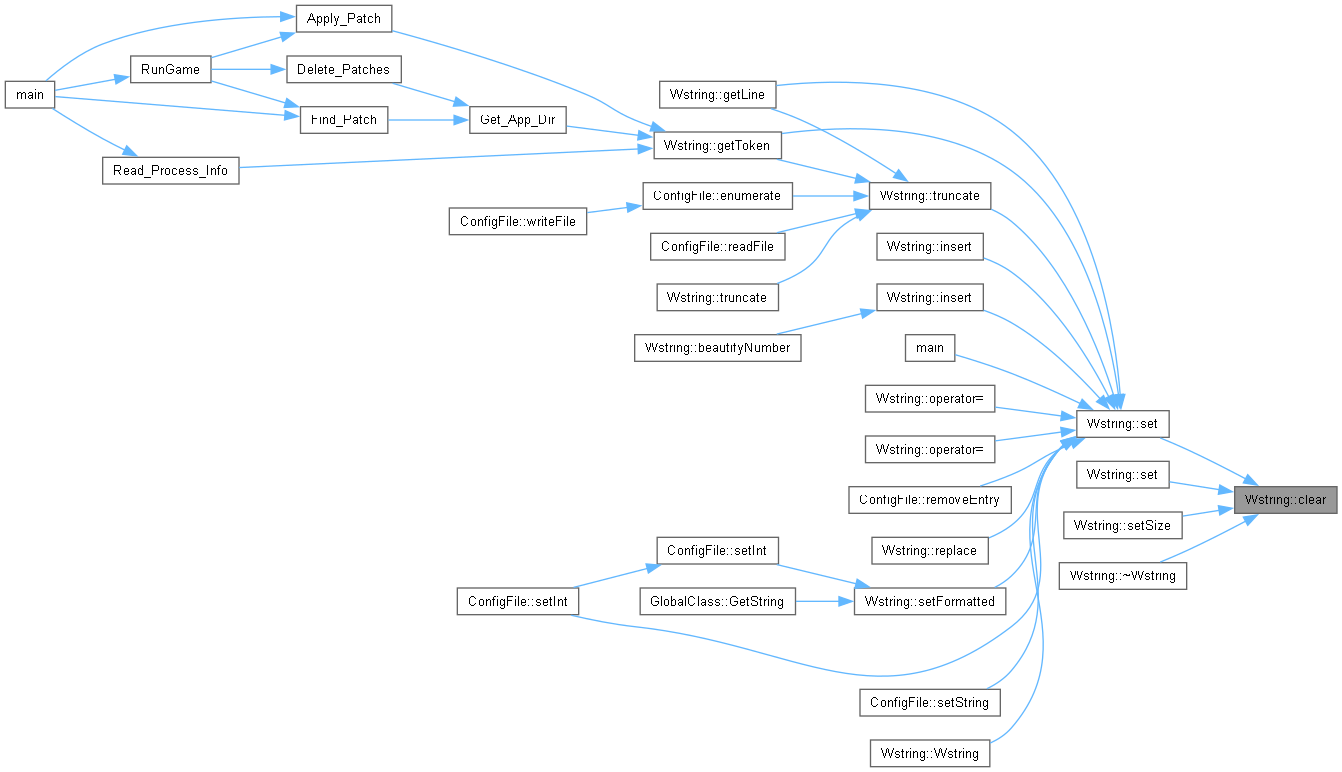 Apply_Patch
RunGame
Delete_Patches
main
Wstring::getLine
Find_Patch
Get_App_Dir
Wstring::getToken
Read_Process_Info
ConfigFile::enumerate
Wstring::truncate
ConfigFile::writeFile
ConfigFile::readFile
Wstring::insert
Wstring::truncate
Wstring::insert
Wstring::beautifyNumber
main
Wstring::operator=
Wstring::set
Wstring::operator=
Wstring::set
ConfigFile::removeEntry
Wstring::clear
Wstring::setSize
ConfigFile::setInt
Wstring::replace
Wstring::~Wstring
ConfigFile::setInt
GlobalClass::GetString
Wstring::setFormatted
ConfigFile::setString
Wstring::Wstring